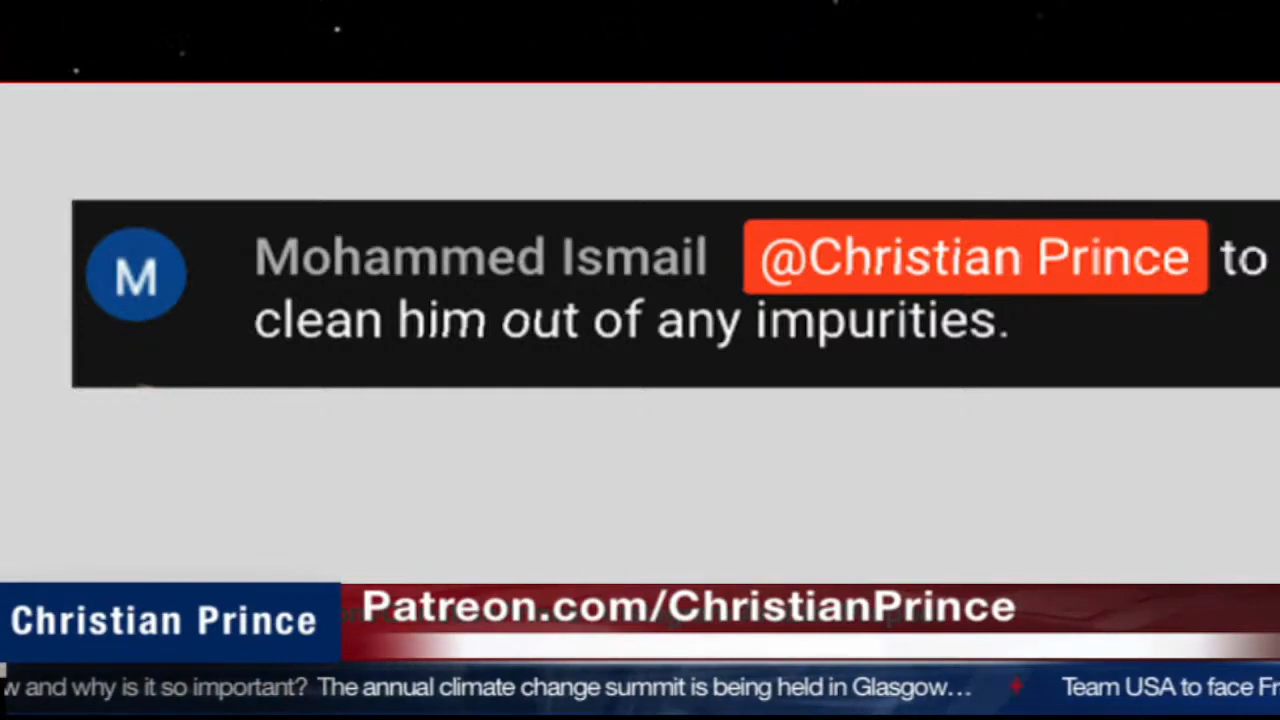 M
Mohammed Ismail @Christian Prince to
clean him out of any impurities.
Christian Prince
Patreon.com/ChristianPrince
and why is it so important? The annual climate change summit is being held in Glasgow... Team USA to face